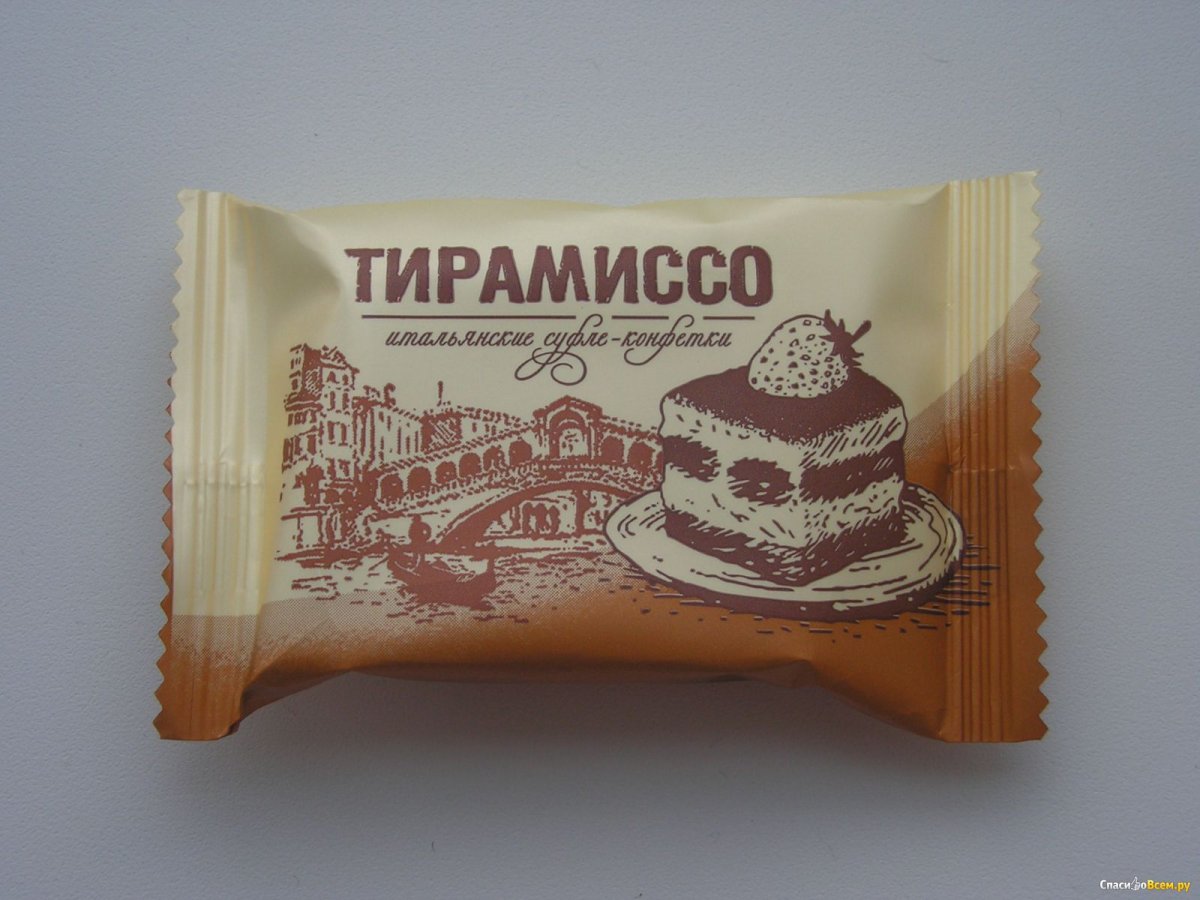 ТИРАМИССО
итальянские суфле-конфетки
СпасибоВсем.ру